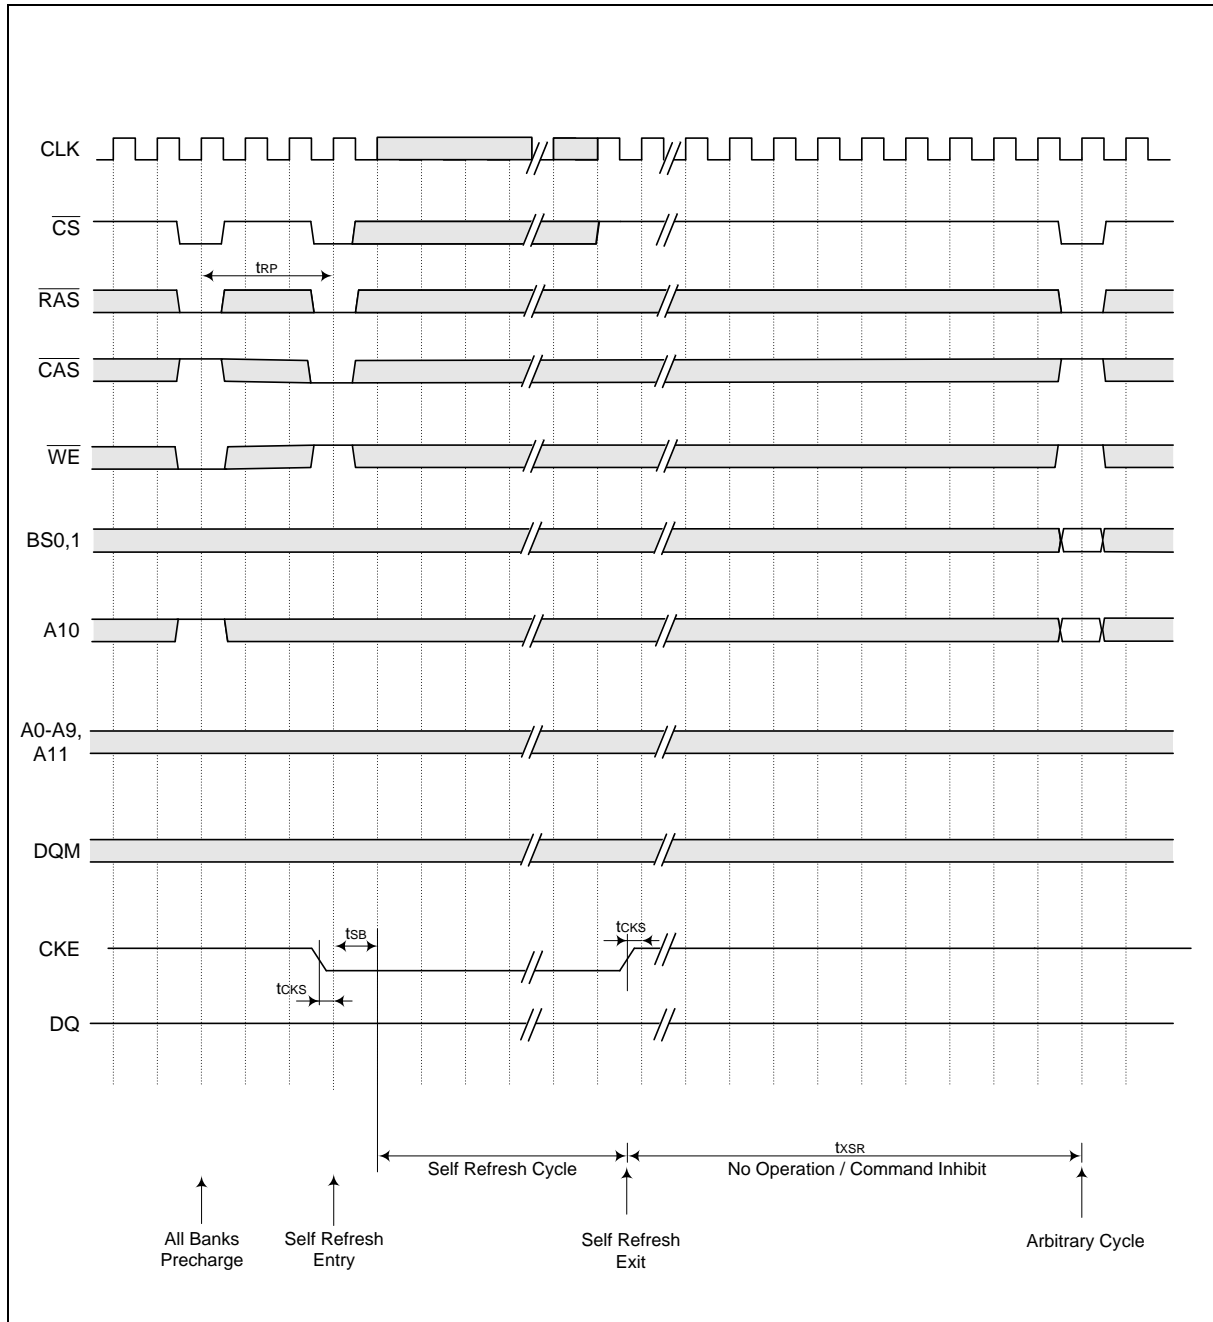 CLK
CS
tRP
RAS
CAS
WE
BS0,1
A10
A0-A9,
A11
DQM
tSB
tCKS
CKE
tCKS
DQ
tXSR
Self Refresh Cycle
No Operation / Command Inhibit
All Banks
Precharge
Self Refresh
Entry
Self Refresh
Exit
Arbitrary Cycle